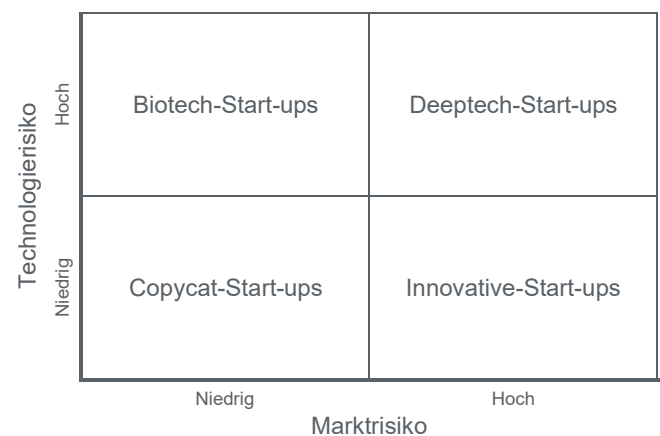 Technologierisiko
Hoch
Biotech-Start-ups
Deeptech-Start-ups
Niedrig
Copycat-Start-ups
Innovative-Start-ups
Niedrig
Hoch
Marktrisiko